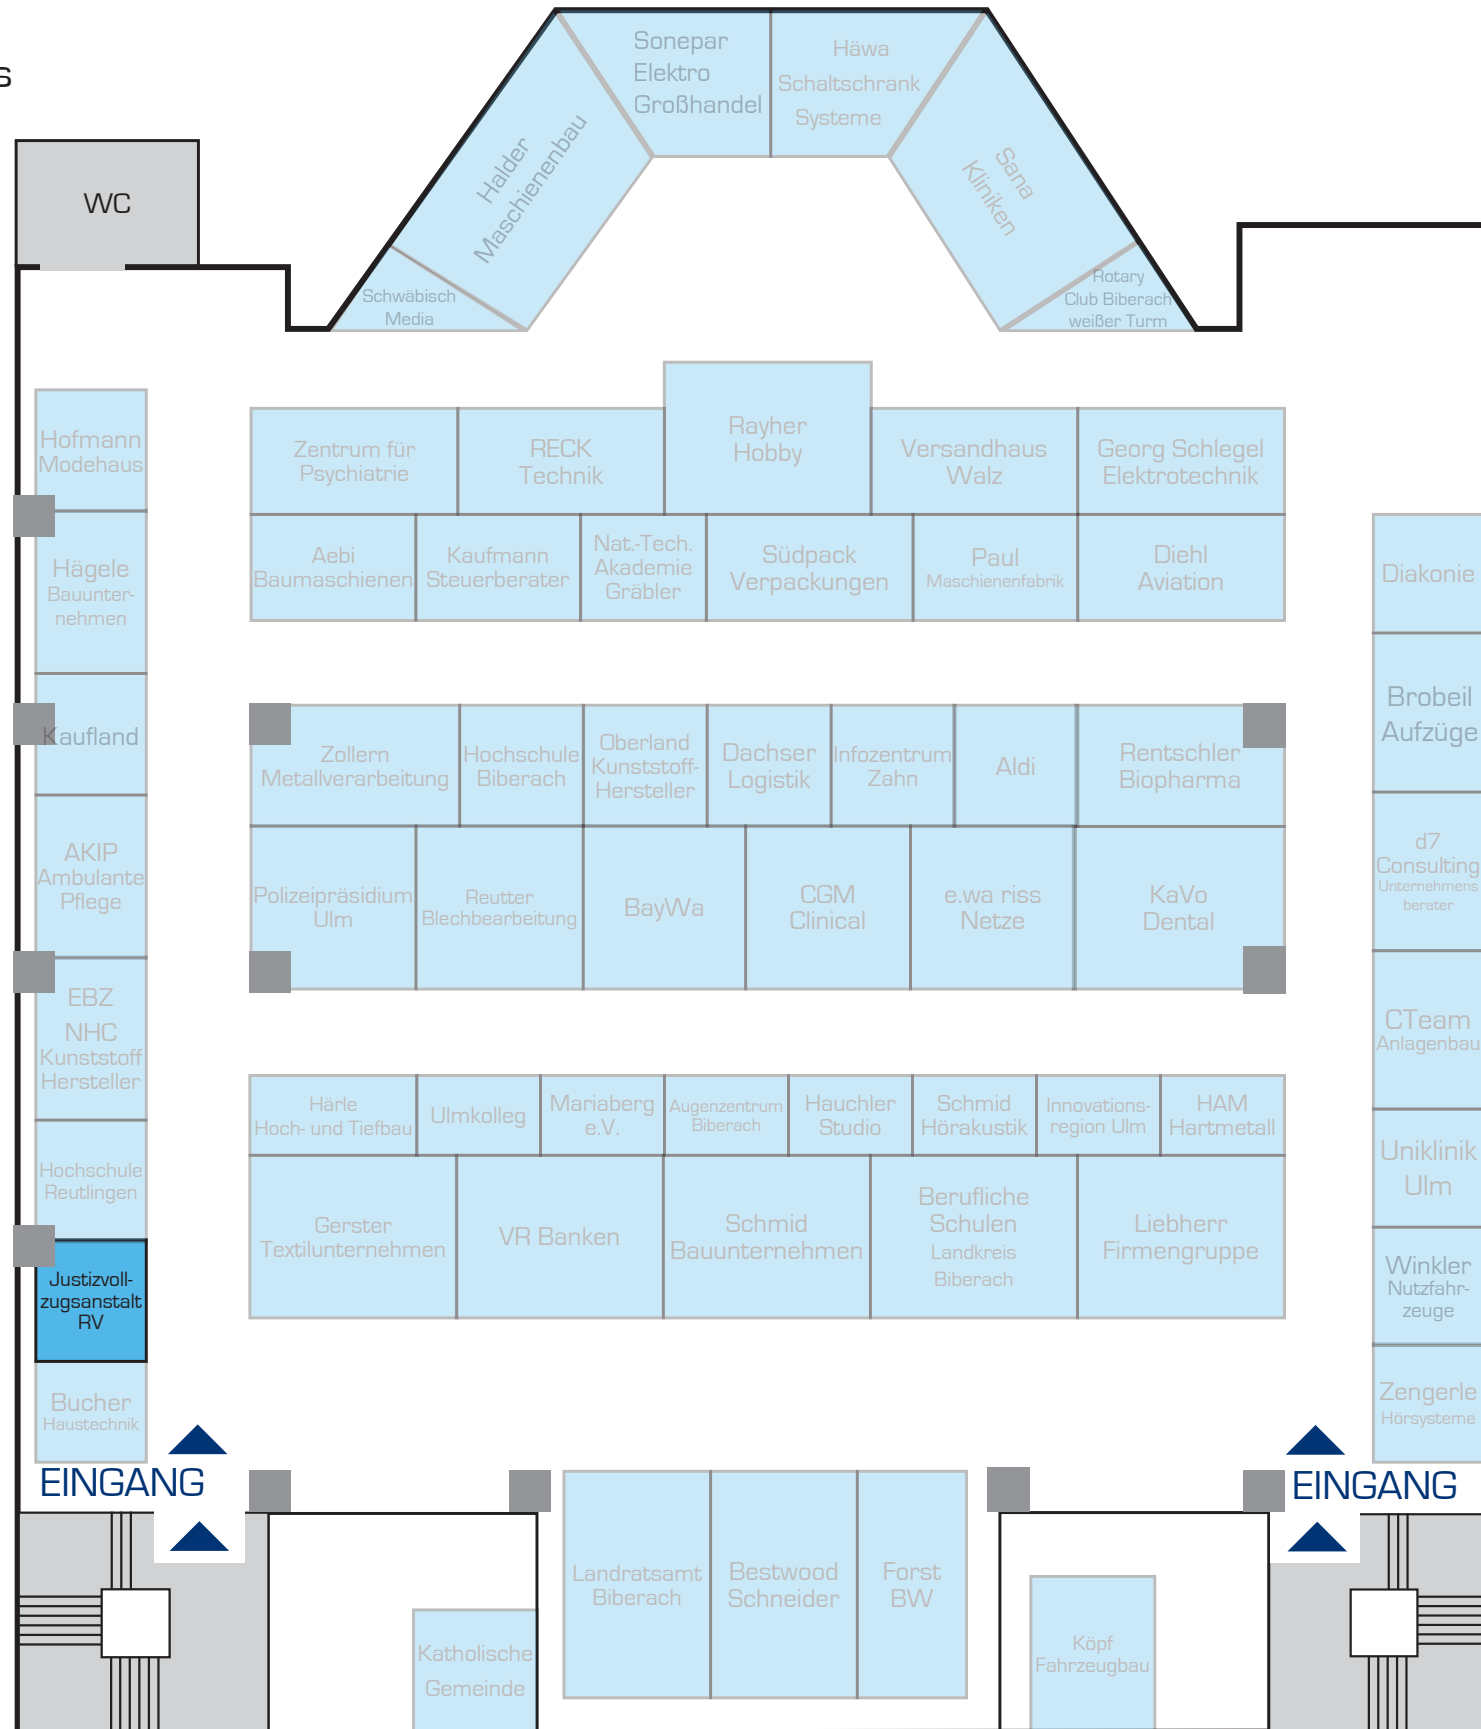 s
WC
Sonepar
Elektro
Großhandel
Häwa
Schaltschrank
Systeme
Halder
Maschienenbau
Sana
Kliniken
Schwäbisch
Media
Rotary
Club Biberach
weißer Turm
Hofmann
Modehaus
Hägele
Bauunter-
nehmen
Kaufland
AKIP
Ambulante
Pflege
EBZ
NHC
Kunststoff
Hersteller
Hochschule
Reutlingen
Justizvoll-
zugsanstalt
RV
Bucher
Haustechnik
Zentrum für
Psychiatrie
RECK
Technik
Rayher
Hobby
Versandhaus
Walz
Georg Schlegel
Elektrotechnik
Aebi
Baumaschienen
Kaufmann
Steuerberater
Nat.-Tech.
Akademie
Gräbler
Südpack
Verpackungen
Paul
Maschienenfabrik
Diehl
Aviation
Zollern
Metallverarbeitung
Hochschule
Biberach
Oberland
Kunststoff-
Hersteller
Dachser
Logistik
Infozentrum
Zahn
Aldi
Rentschler
Biopharma
Polizeipräsidium
Ulm
Reutter
Blechbearbeitung
BayWa
CGM
Clinical
e.wa riss
Netze
KaVo
Dental
Härle
Hoch- und Tiefbau
Ulmkolleg
Mariaberg
e.V.
Augenzentrum
Biberach
Hauchler
Studio
Schmid
Hörakustik
Innovations-
region Ulm
HAM
Hartmetall
Gerster
Textilunternehmen
VR Banken
Schmid
Bauunternehmen
Berufliche
Schulen
Landkreis
Biberach
Liebherr
Firmengruppe
Diakonie
Brobeil
Aufzüge
d7
Consulting
Unternehmens
berater
CTeam
Anlagenbau
Uniklinik
Ulm
Winkler
Nutzfahr-
zeuge
Zengerle
Hörsysteme
EINGANG
EINGANG
Landratsamt
Biberach
Bestwood
Schneider
Forst
BW
Katholische
Gemeinde
Köpf
Fahrzeugbau